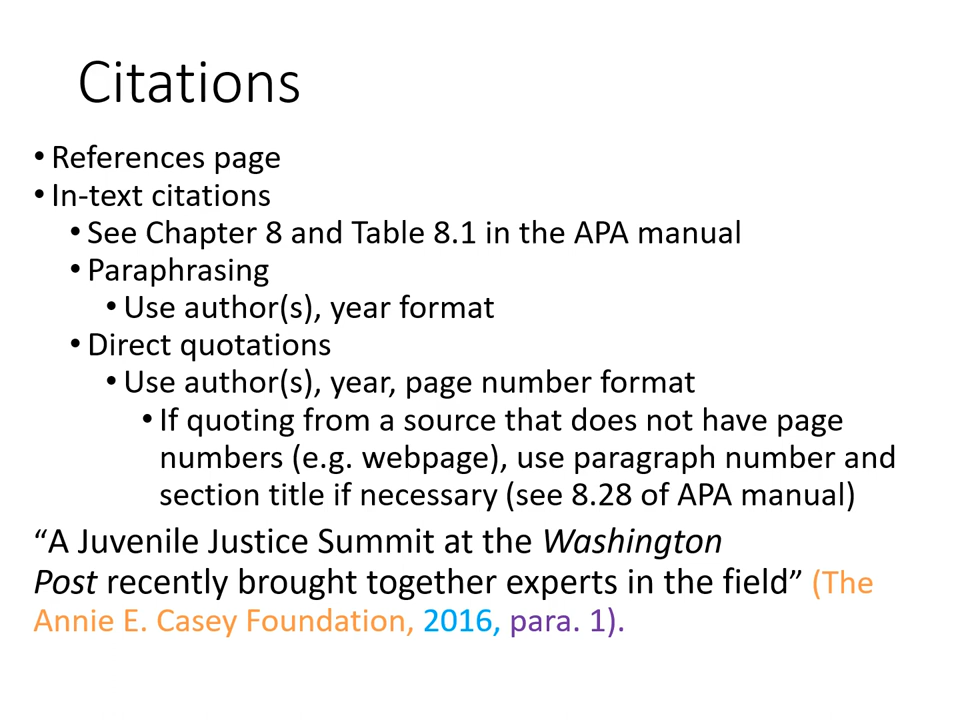 Citations
• References page
• In-text citations
• See Chapter 8 and Table 8.1 in the APA manual
• Paraphrasing
• Use author(s), year format
• Direct quotations
• Use author(s), year, page number format
• If quoting from a source that does not have page
numbers (e.g. webpage), use paragraph number and
section title if necessary (see 8.28 of APA manual)
“A Juvenile Justice Summit at the Washington
Post recently brought together experts in the field” (The
Annie E. Casey Foundation, 2016, para. 1).